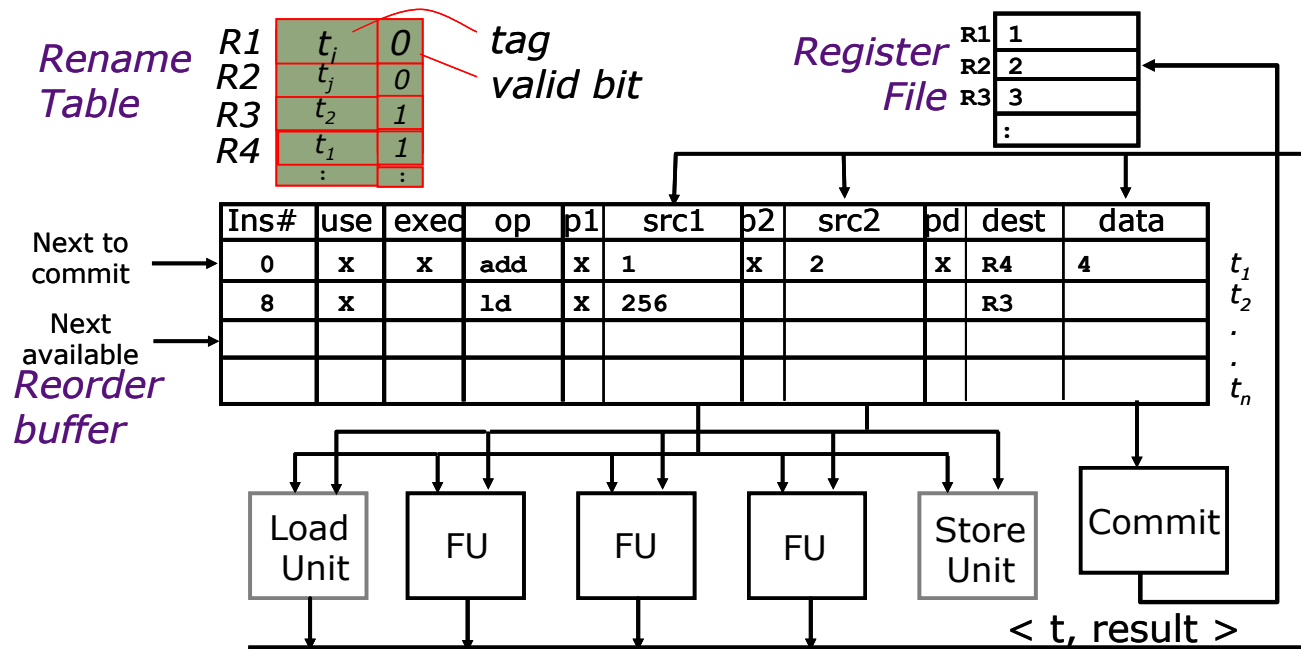 Rename Table
R1 tᵢ 0
R2 tⱼ 0
R3 t₂ 1
R4 t₁ 1
: :
tag
valid bit
Register File
R1 1
R2 2
R3 3
:
Ins# use exec op p1 src1 p2 src2 pd dest data
Next to commit
0 x x add x 1 x 2 x R4 4 t₁
8 x ld x 256 R3 t₂
Next available
.
.
tₙ
Reorder buffer
Load Unit
FU
FU
FU
Store Unit
Commit
< t, result >